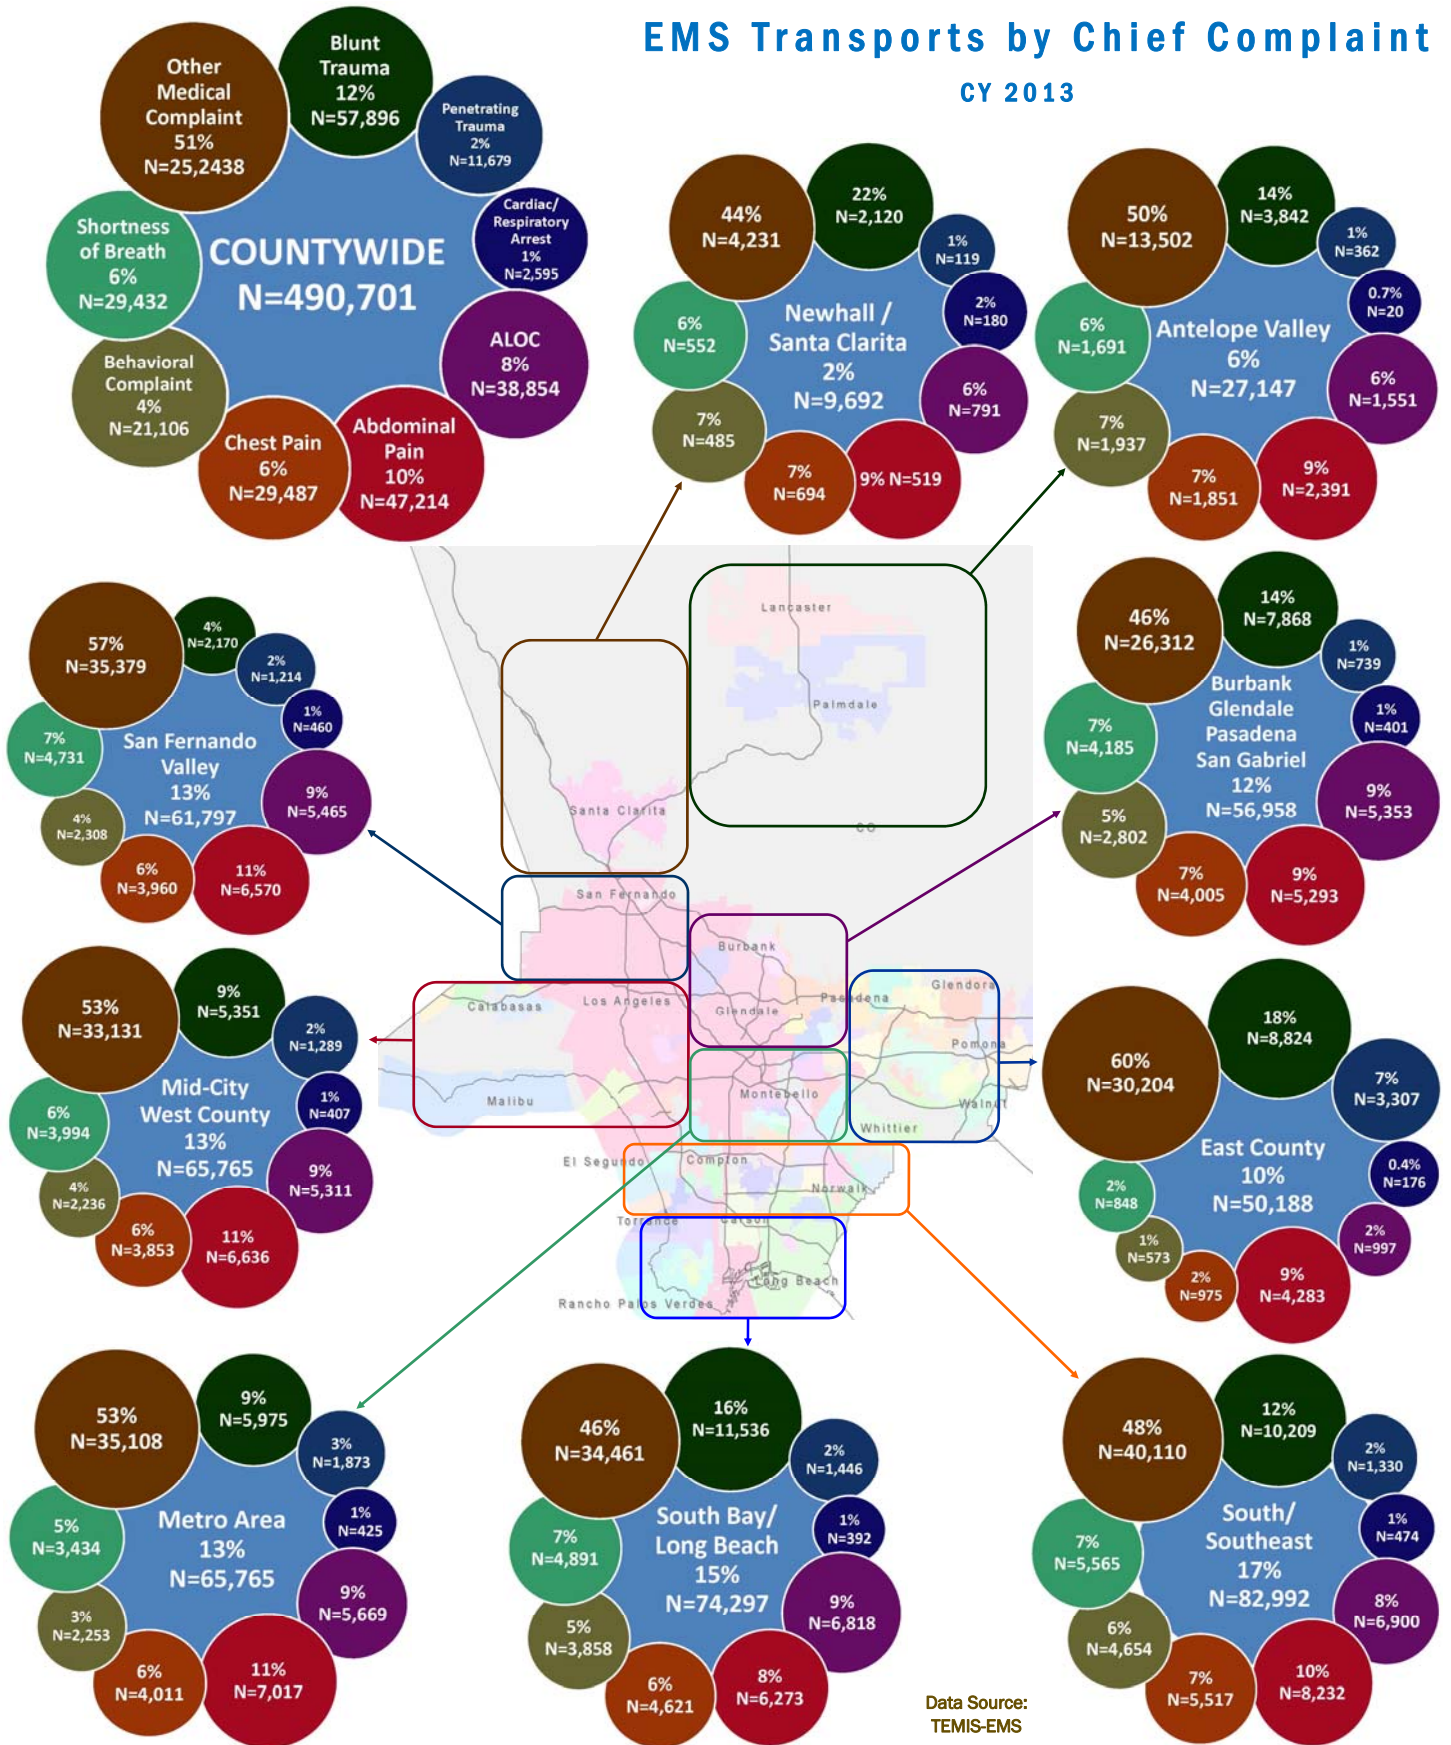 EMS Transports by Chief Complaint
CY 2013
Other
Medical
Complaint
51%
N=25,2438
Blunt
Trauma
12%
N=57,896
Penetrating
Trauma
2%
N=11,679
Cardiac/
Respiratory
Arrest
1%
N=2,595
ALOC
8%
N=38,854
Abdominal
Pain
10%
N=47,214
Chest Pain
6%
N=29,487
Behavioral
Complaint
4%
N=21,106
Shortness
of Breath
6%
N=29,432
COUNTYWIDE
N=490,701
44%
N=4,231
22%
N=2,120
1%
N=119
2%
N=180
6%
N=791
9% N=519
7%
N=694
7%
N=485
6%
N=552
Newhall /
Santa Clarita
2%
N=9,692
50%
N=13,502
14%
N=3,842
1%
N=362
0.7%
N=20
6%
N=1,551
9%
N=2,391
7%
N=1,851
7%
N=1,937
6%
N=1,691
Antelope Valley
6%
N=27,147
57%
N=35,379
4%
N=2,170
2%
N=1,214
1%
N=460
9%
N=5,465
11%
N=6,570
6%
N=3,960
4%
N=2,308
7%
N=4,731
San Fernando
Valley
13%
N=61,797
46%
N=26,312
14%
N=7,868
1%
N=739
1%
N=401
9%
N=5,353
9%
N=5,293
7%
N=4,005
5%
N=2,802
7%
N=4,185
Burbank
Glendale
Pasadena
San Gabriel
12%
N=56,958
Lancaster
Palmdale
Santa Clarita
CO
San Fernando
Burbank
Glendora
Pasadena
Calabasas
Los Angeles
Glendale
Pomona
Malibu
Montebello
Walnut
Whittier
El Segundo
Compton
Norwalk
Torrance
Carson
Long Beach
Rancho Palos Verdes
53%
N=33,131
9%
N=5,351
2%
N=1,289
1%
N=407
9%
N=5,311
11%
N=6,636
6%
N=3,853
4%
N=2,236
6%
N=3,994
Mid-City
West County
13%
N=65,765
60%
N=30,204
18%
N=8,824
7%
N=3,307
0.4%
N=176
2%
N=997
9%
N=4,283
2%
N=975
1%
N=573
2%
N=848
East County
10%
N=50,188
53%
N=35,108
9%
N=5,975
3%
N=1,873
1%
N=425
9%
N=5,669
11%
N=7,017
6%
N=4,011
3%
N=2,253
5%
N=3,434
Metro Area
13%
N=65,765
46%
N=34,461
16%
N=11,536
2%
N=1,446
1%
N=392
9%
N=6,818
8%
N=6,273
6%
N=4,621
5%
N=3,858
7%
N=4,891
South Bay/
Long Beach
15%
N=74,297
48%
N=40,110
12%
N=10,209
2%
N=1,330
1%
N=474
8%
N=6,900
10%
N=8,232
7%
N=5,517
6%
N=4,654
7%
N=5,565
South/
Southeast
17%
N=82,992
Data Source:
TEMIS-EMS